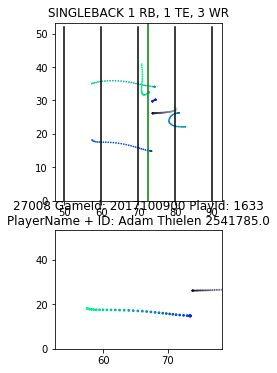 SINGLEBACK 1 RB, 1 TE, 3 WR
50
40
30
20
10
0
50 60 70 80 90
27008 GameId: 2017100900 PlayId: 1633
PlayerName + ID: Adam Thielen 2541785.0
40
20
0
60 70